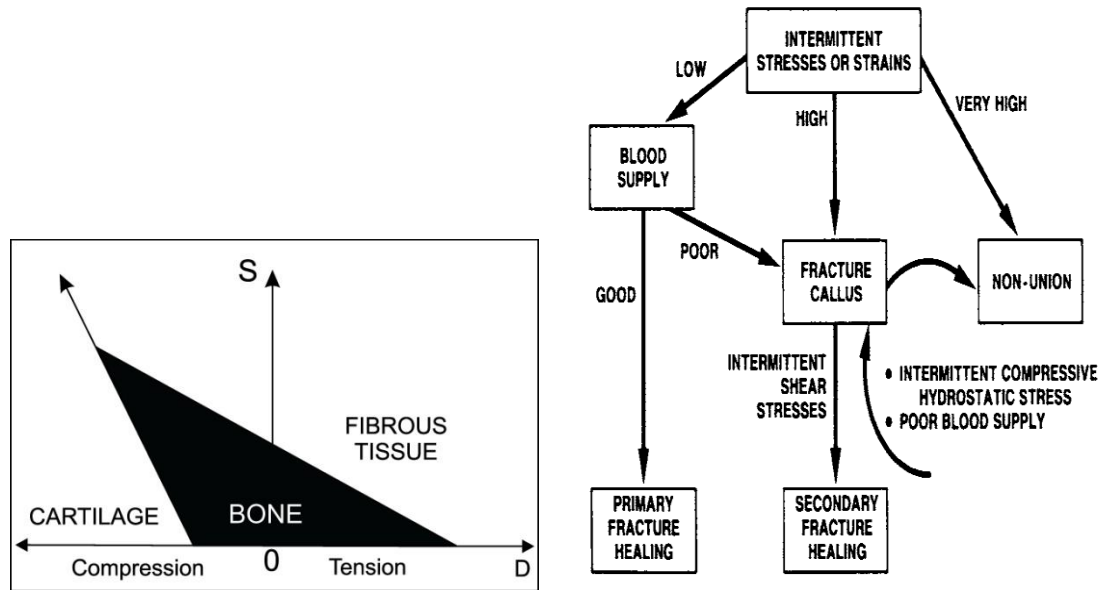 S
FIBROUS
TISSUE
CARTILAGE
BONE
Compression
0
Tension
D
INTERMITTENT
STRESSES OR STRAINS
LOW
HIGH
VERY HIGH
BLOOD
SUPPLY
POOR
GOOD
FRACTURE
CALLUS
NON-UNION
INTERMITTENT
SHEAR
STRESSES
• INTERMITTENT COMPRESSIVE
HYDROSTATIC STRESS
• POOR BLOOD SUPPLY
PRIMARY
FRACTURE
HEALING
SECONDARY
FRACTURE
HEALING